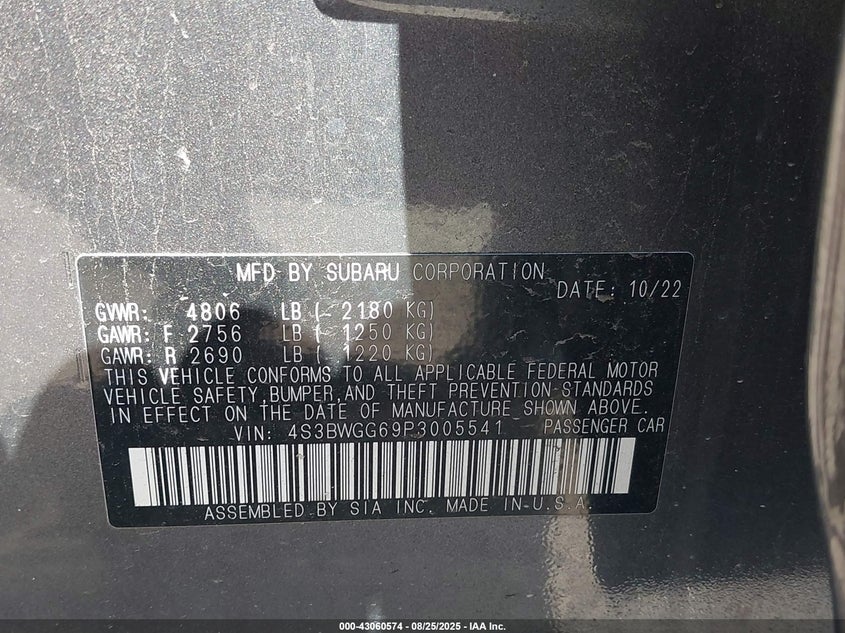 MFD BY SUBARU CORPORATION
DATE: 10/22
GVWR: 4806 LB ( 2180 KG)
GAWR: F 2756 LB ( 1250 KG)
GAWR: R 2690 LB ( 1220 KG)
THIS VEHICLE CONFORMS TO ALL APPLICABLE FEDERAL MOTOR
VEHICLE SAFETY,BUMPER,AND THEFT PREVENTION STANDARDS
IN EFFECT ON THE DATE OF MANUFACTURE SHOWN ABOVE.
VIN: 4S3BWGG69P3005541 PASSENGER CAR
ASSEMBLED BY SIA INC. MADE IN U.S.A.
000-43060574 - 08/25/2025 - IAA Inc.